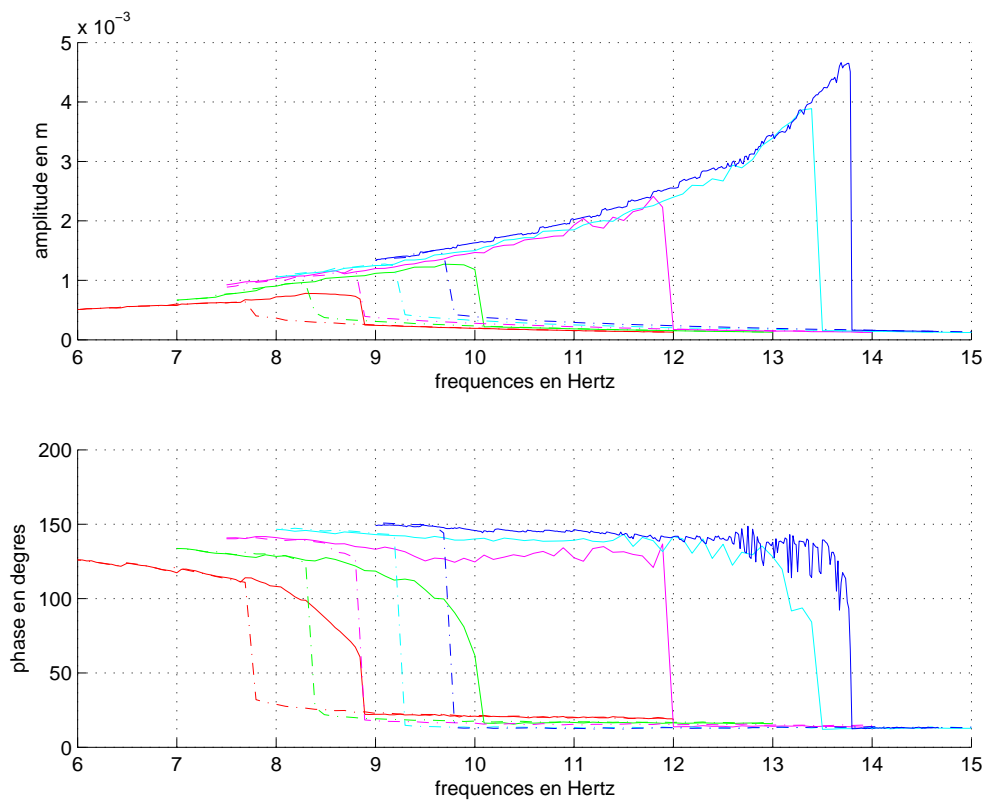 x 10⁻³
5
4
3
2
1
0
amplitude en m
6 7 8 9 10 11 12 13 14 15
frequences en Hertz
200
150
100
50
0
phase en degres
6 7 8 9 10 11 12 13 14 15
frequences en Hertz